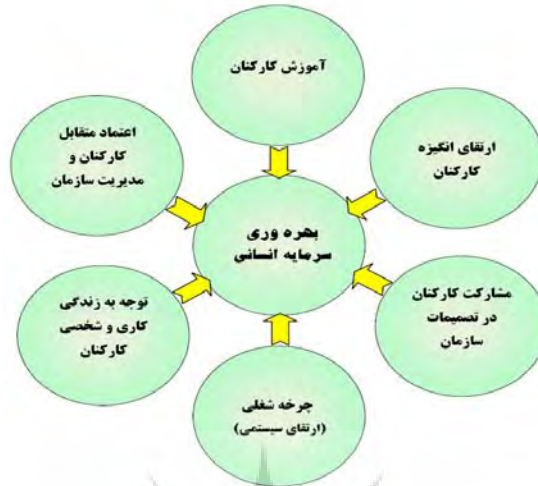 آموزش کارکنان
ارتقای انگیزه
کارکنان
اعتماد متقابل
کارکنان و
مدیریت سازمان
بهره وری
سرمایه انسانی
مشارکت کارکنان
در تصمیمات
سازمان
توجه به زندگی
کاری و شخصی
کارکنان
چرخه شغلی
(ارتقای سیستمی)